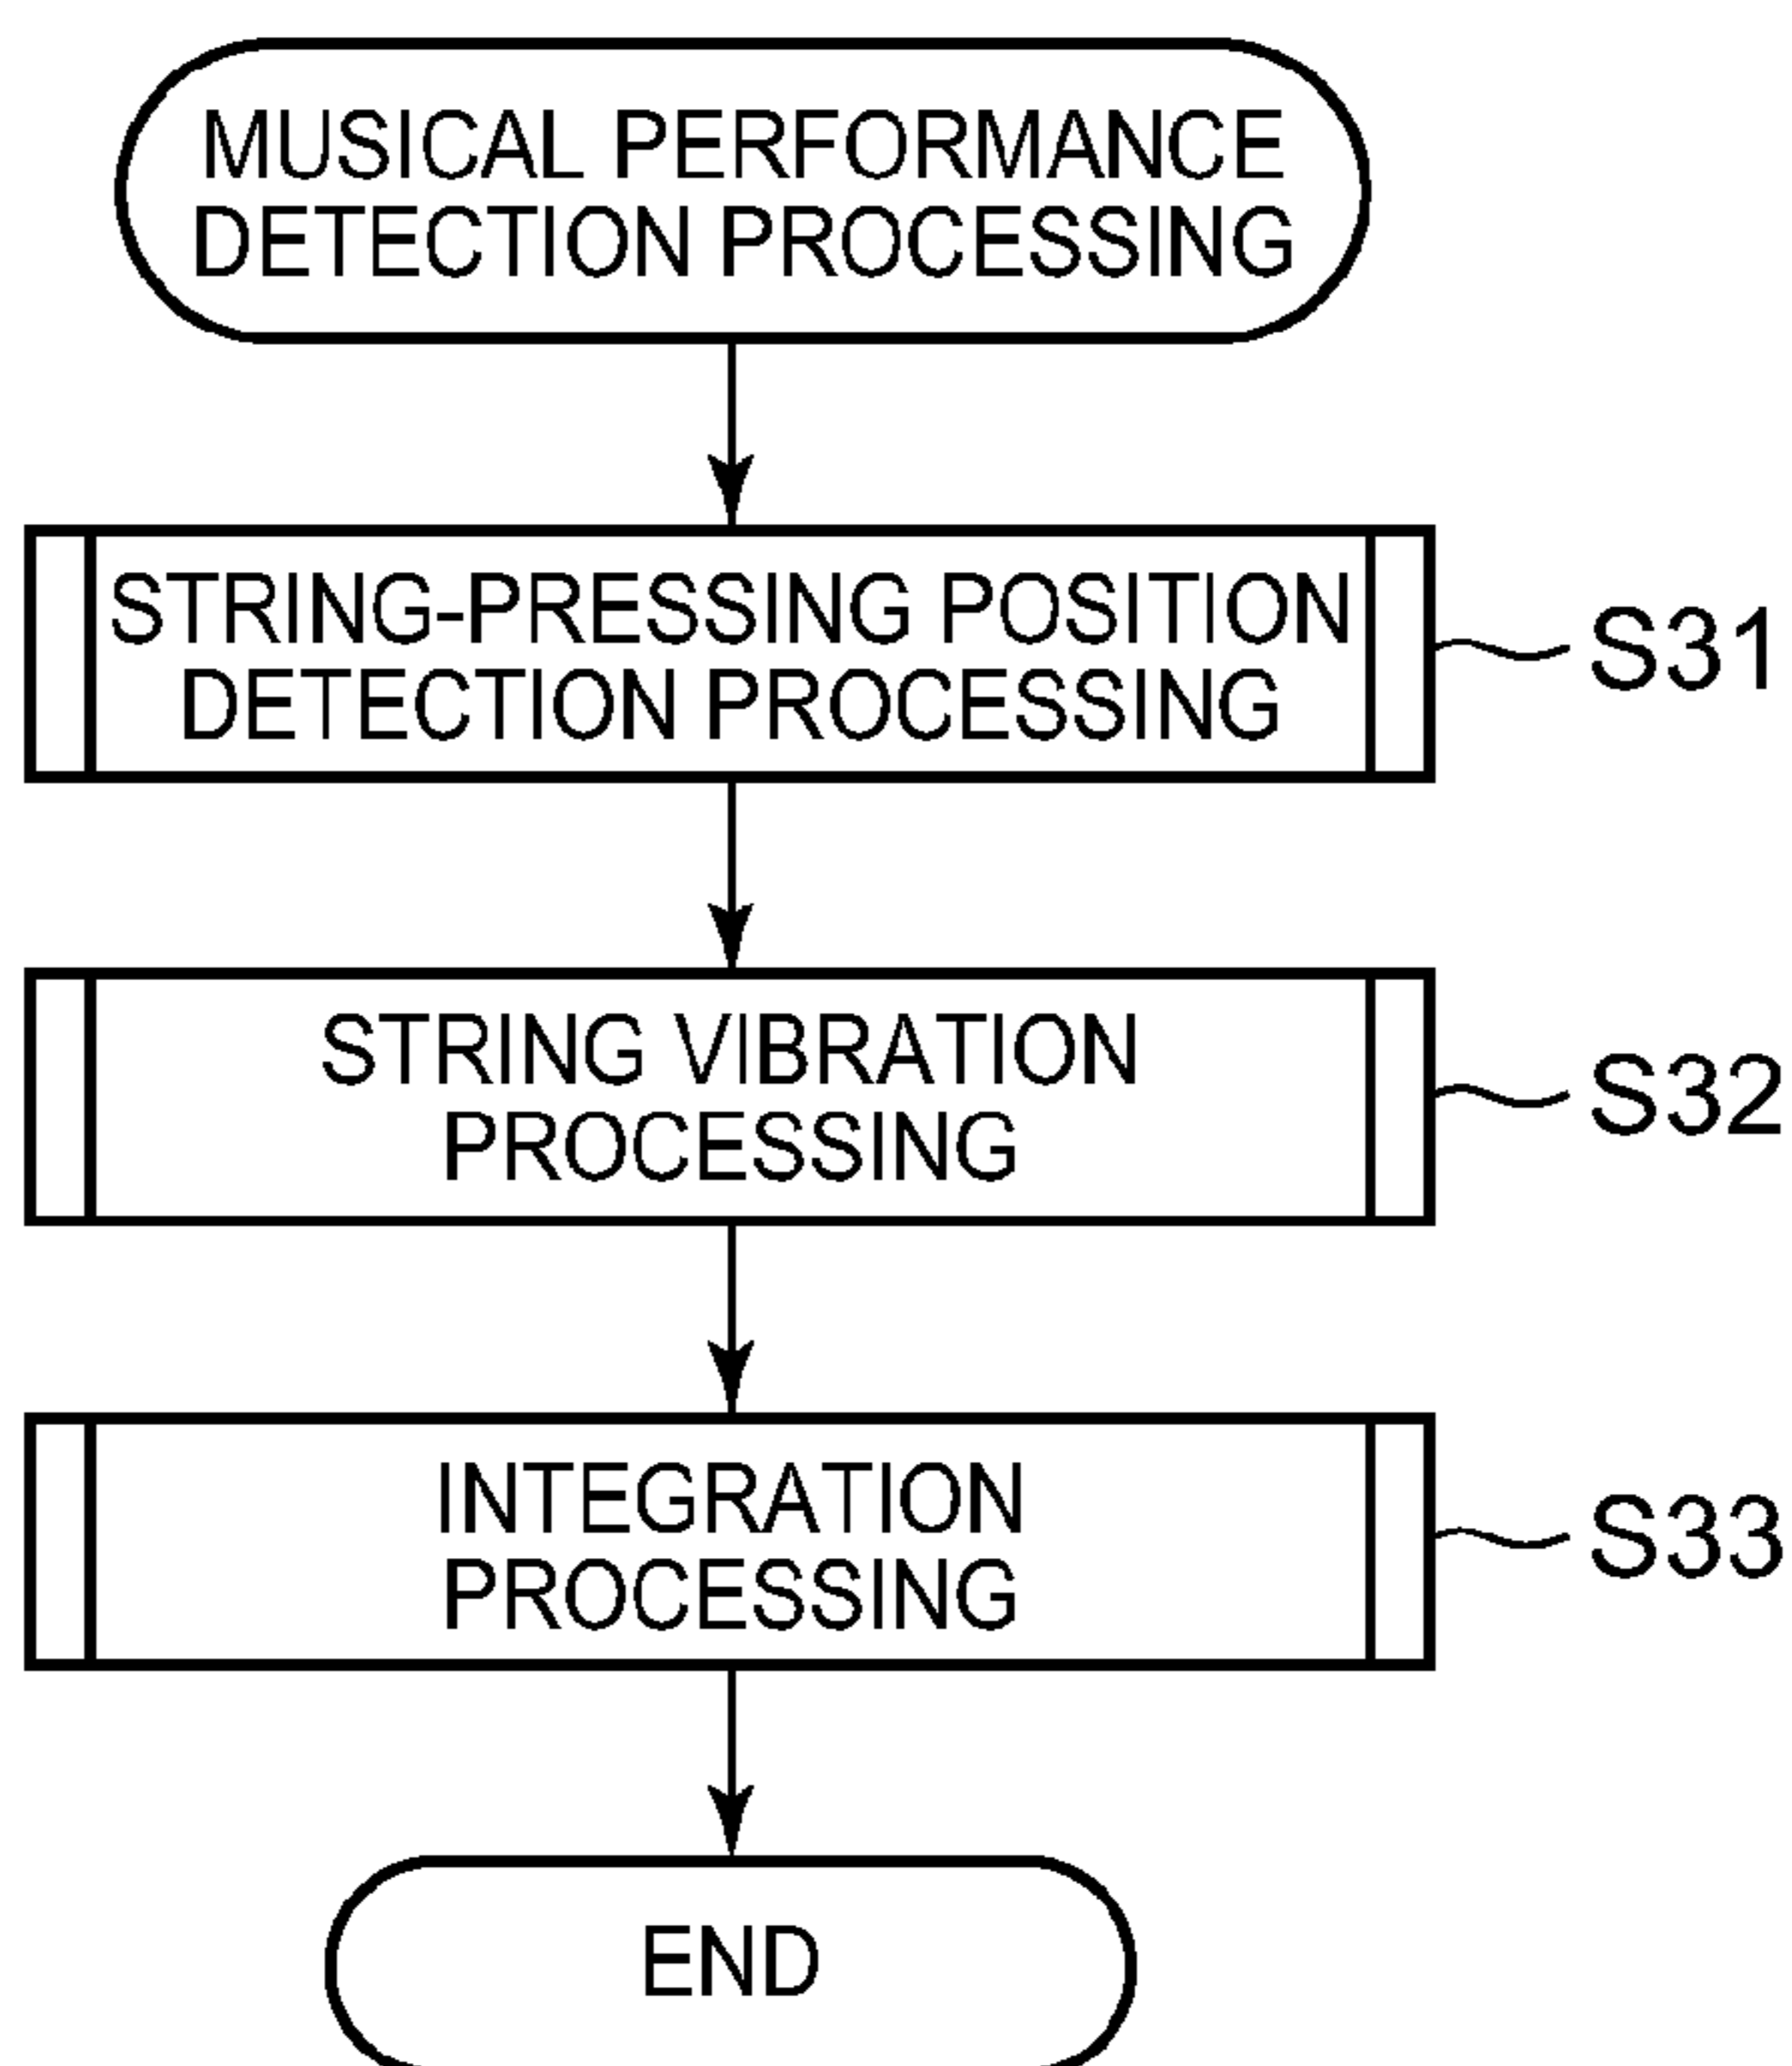 MUSICAL PERFORMANCE
DETECTION PROCESSING
STRING-PRESSING POSITION
DETECTION PROCESSING
S31
STRING VIBRATION
PROCESSING
S32
INTEGRATION
PROCESSING
S33
END